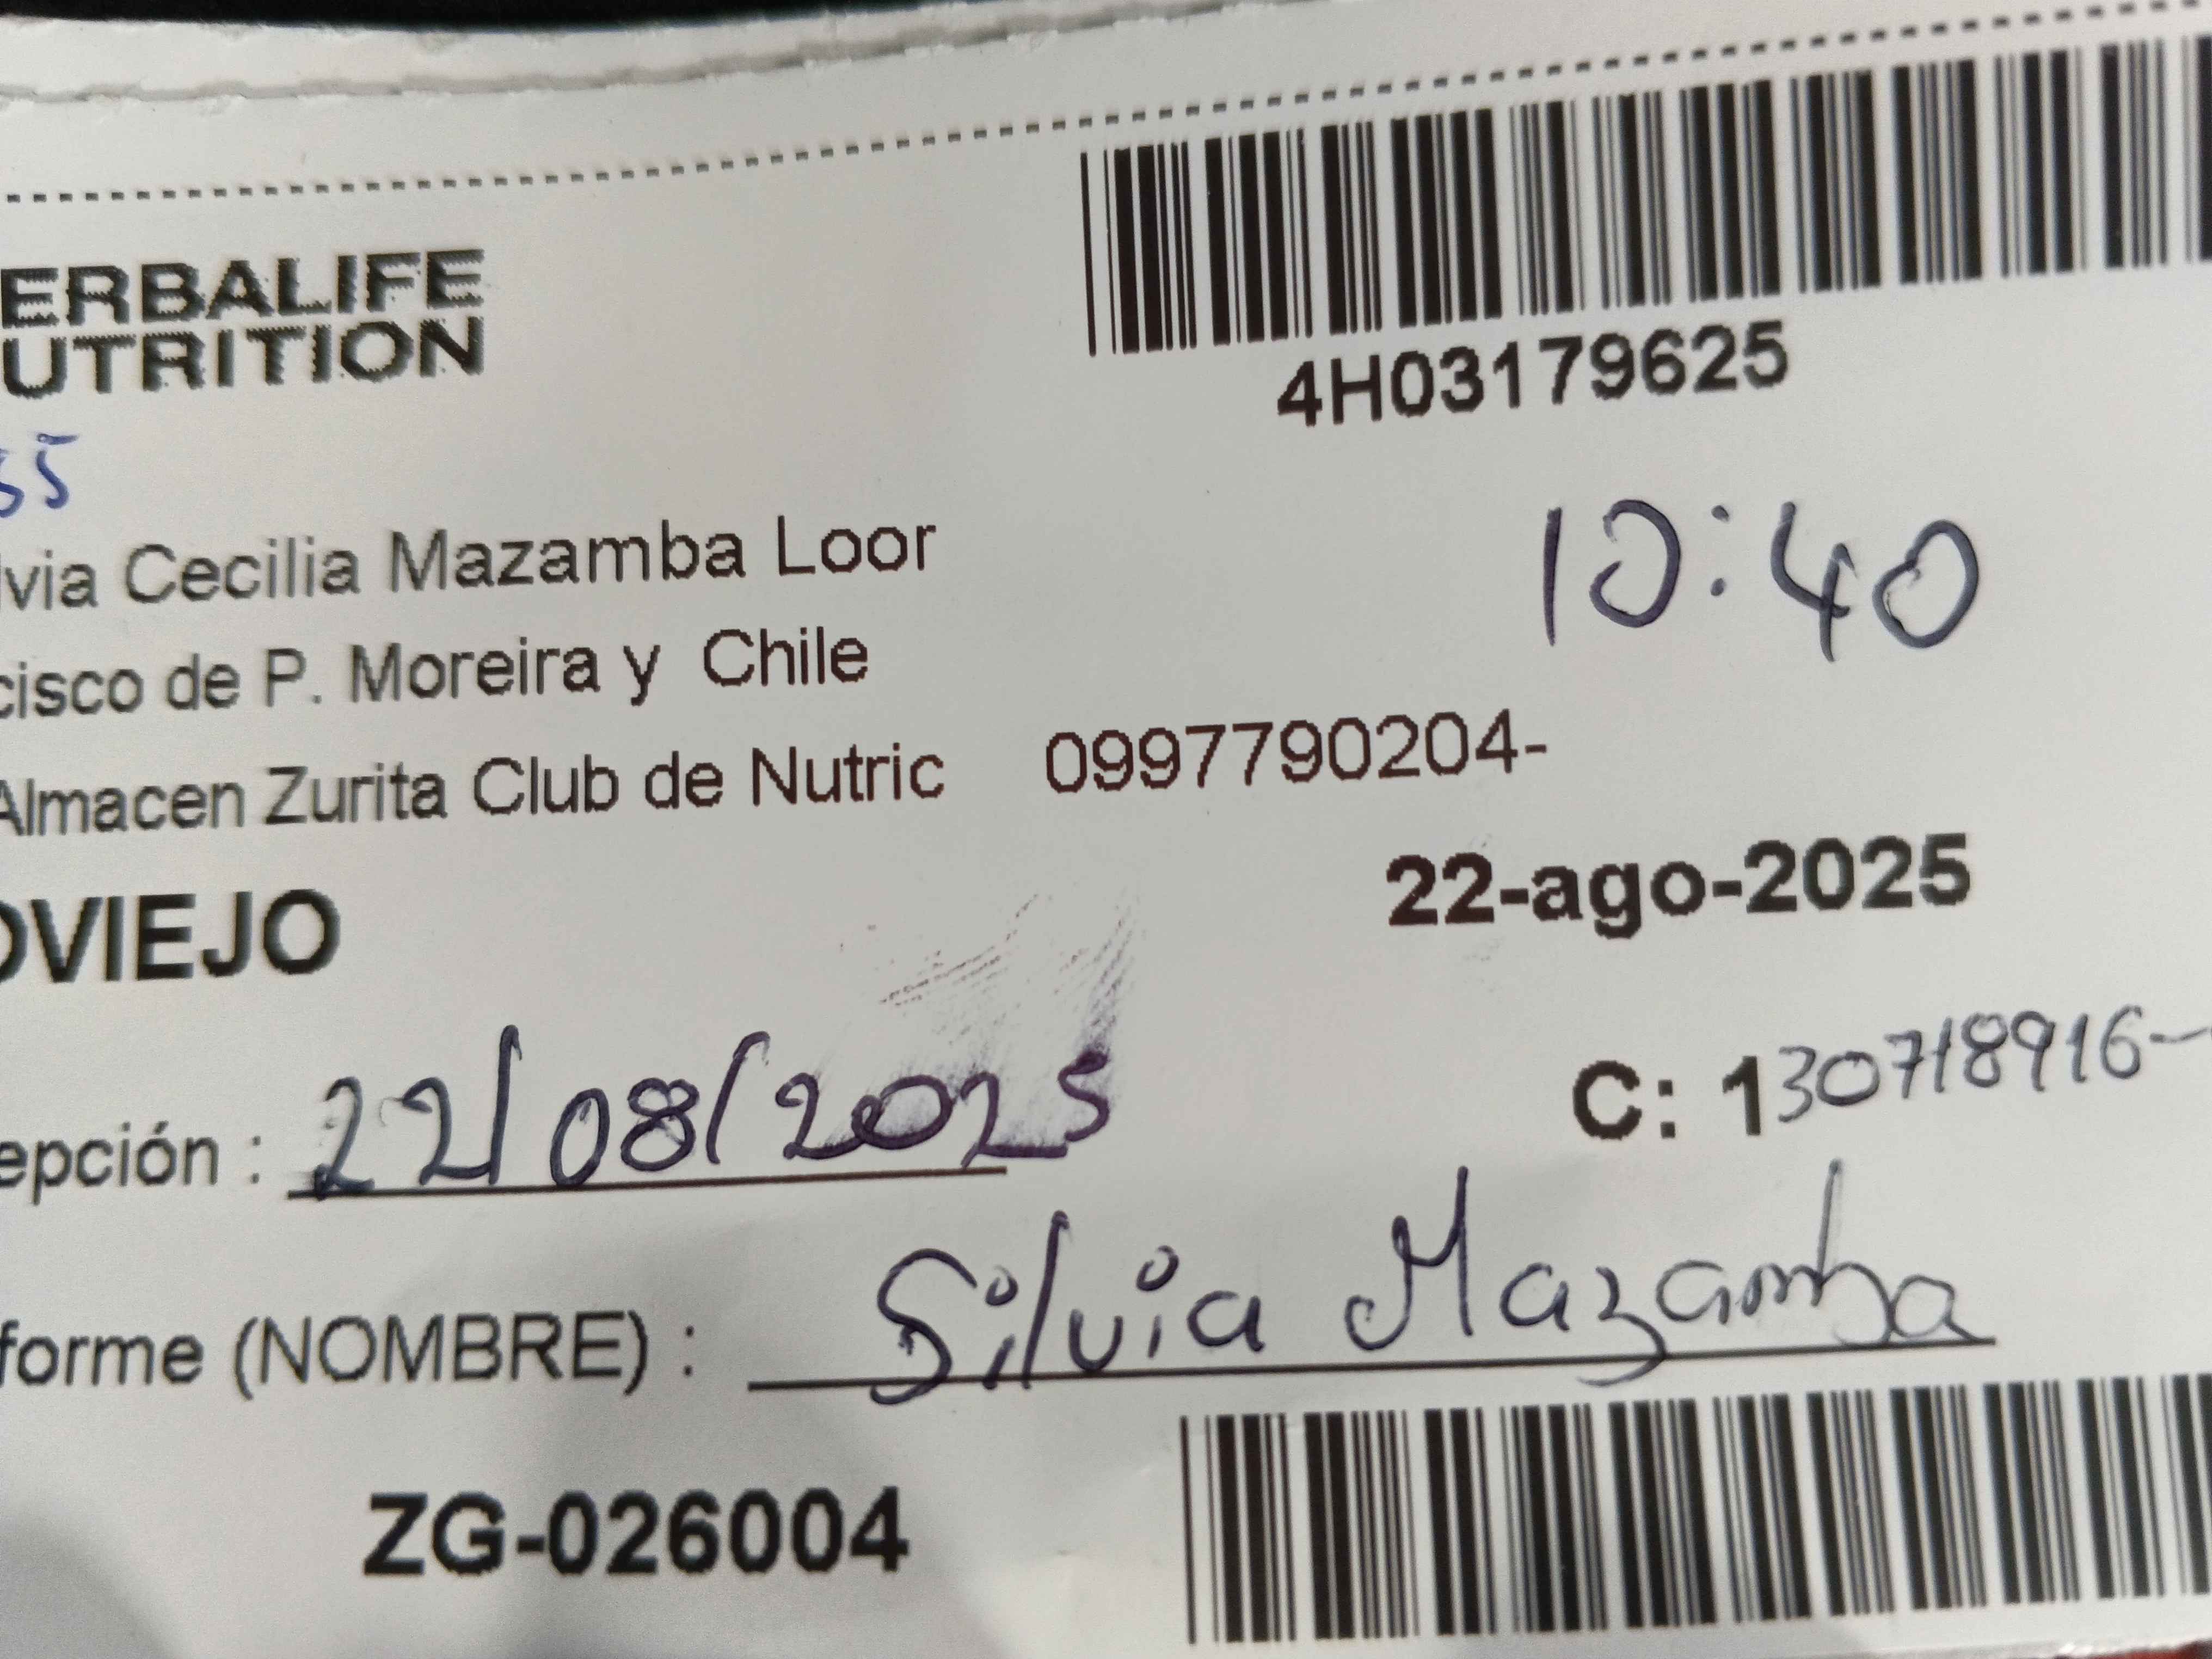 ERBALIFE
UTRITION
4H03179625
55
lvia Cecilia Mazamba Loor
10:40
cisco de P. Moreira y Chile
Almacen Zurita Club de Nutric 0997790204-
22-ago-2025
OVIEJO
C: 130718916-
epción : 22/08/2025
forme (NOMBRE) : Silvia Mazamba
ZG-026004